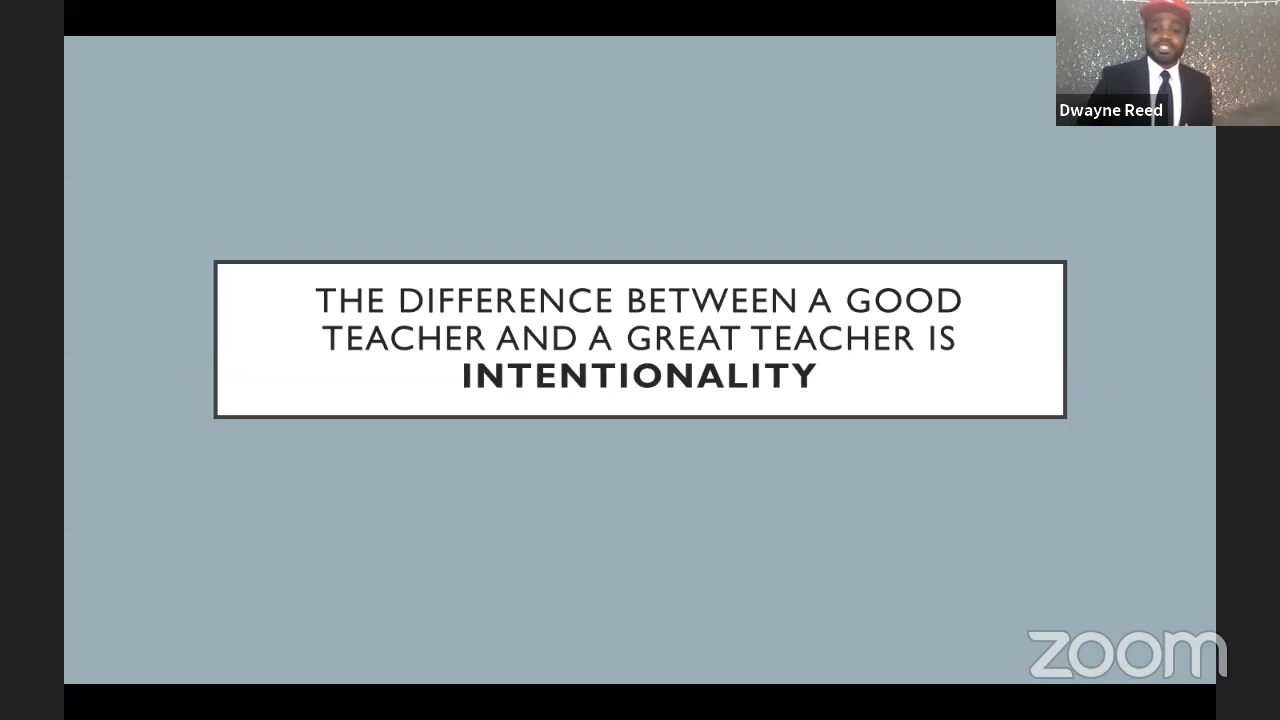 Dwayne Reed
THE DIFFERENCE BETWEEN A GOOD
TEACHER AND A GREAT TEACHER IS
INTENTIONALITY
zoom